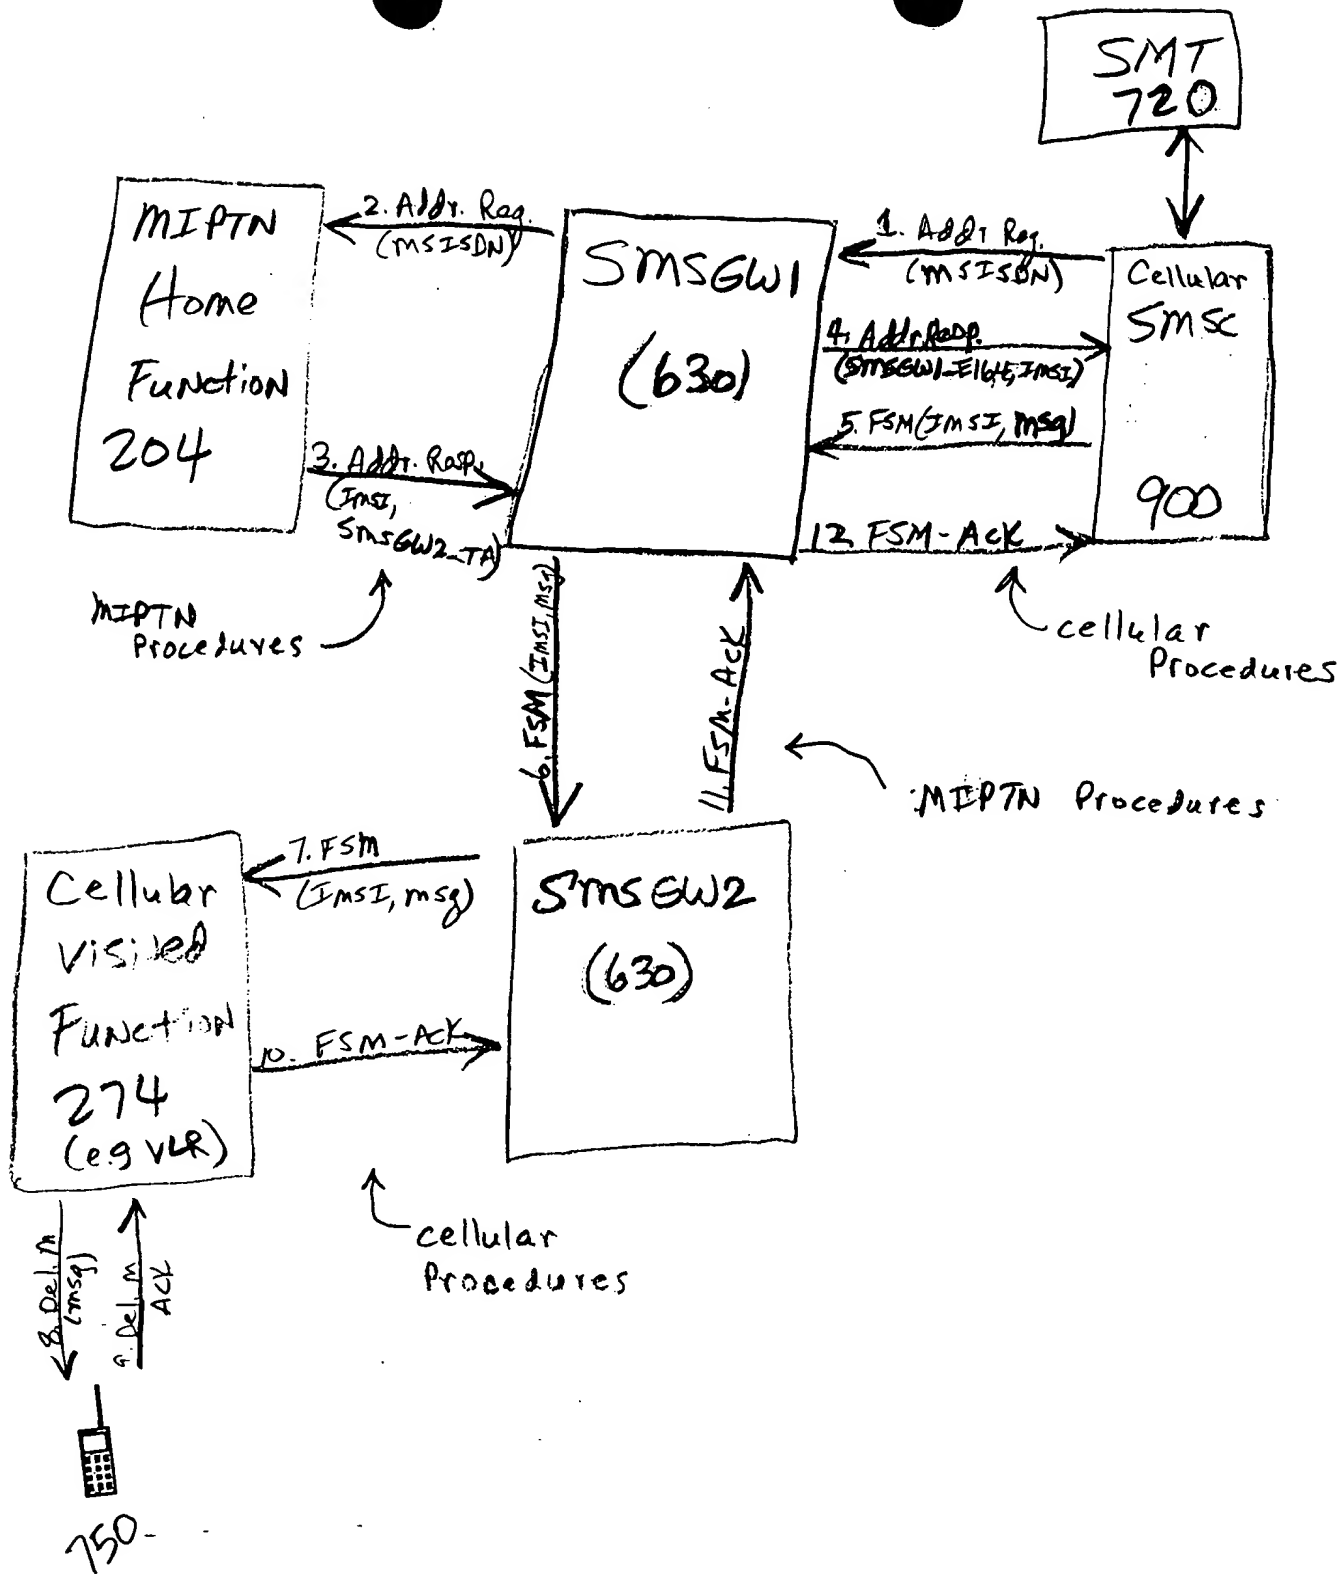 SMT
720
MIPTN
Home
Function
204
2. Addr. Req.
(MSISDN)
SMSGW1
(630)
1. Addr Req.
(MSISDN)
Cellular
SMSC
900
4. Addr. Resp.
(SMSGW1_E164, IMSI)
5. FSM(IMSI, msg)
3. Addr. Resp.
(IMSI,
SMSGW2_TA)
12. FSM-Ack
MIPTN
Procedures
cellular
Procedures
6. FSM(IMSI, msg)
11. FSM-Ack
MIPTN Procedures
7. FSM
(IMSI, msg)
SMSGW2
(630)
Cellular
Visited
Function
274
(e.g VLR)
10. FSM-Ack
cellular
Procedures
8. Del. M
(msg)
9. Del. M
ACK
750